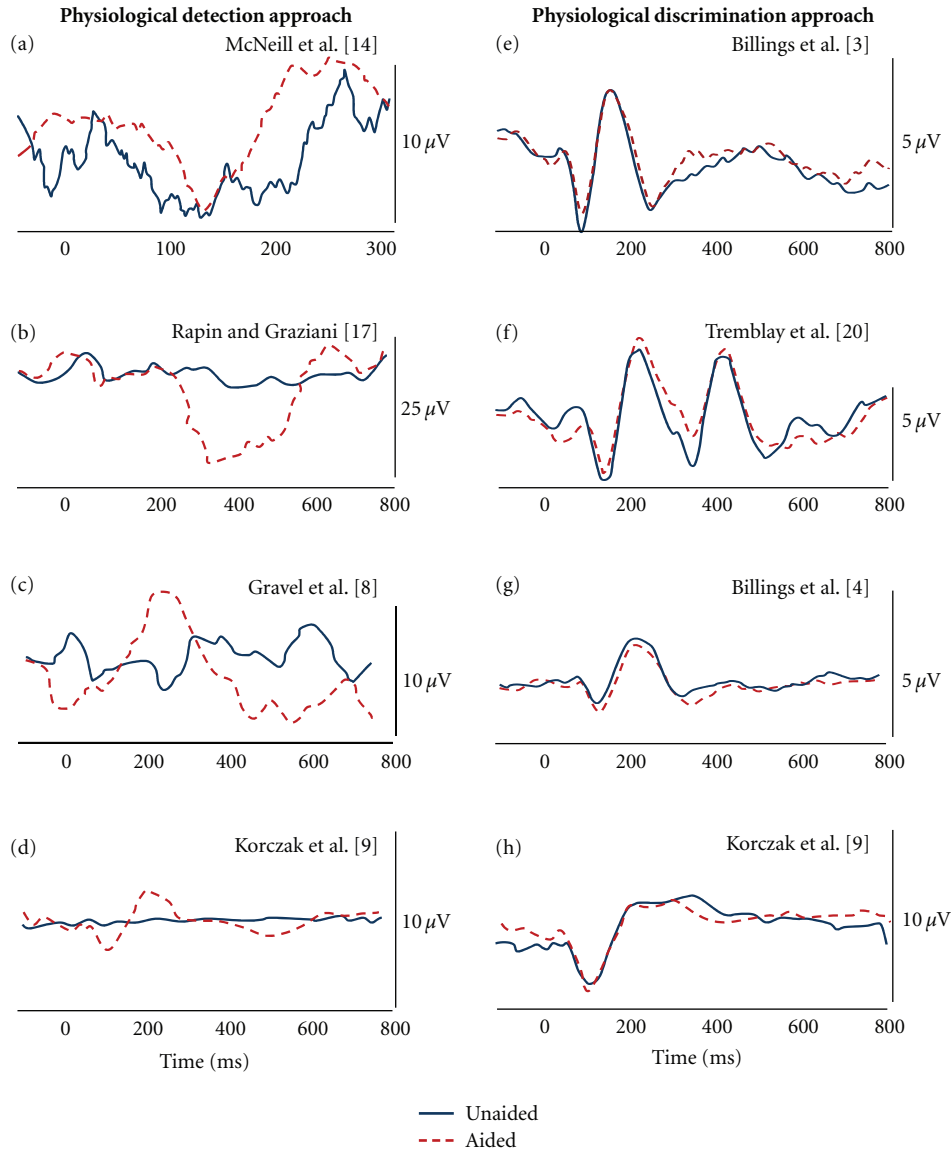 Physiological detection approach
(a)
McNeill et al. [14]
10 µV
0 100 200 300
(b)
Rapin and Graziani [17]
25 µV
0 200 400 600 800
(c)
Gravel et al. [8]
10 µV
0 200 400 600 800
(d)
Korczak et al. [9]
10 µV
0 200 400 600 800
Time (ms)
Physiological discrimination approach
(e)
Billings et al. [3]
5 µV
0 200 400 600 800
(f)
Tremblay et al. [20]
5 µV
0 200 400 600 800
(g)
Billings et al. [4]
5 µV
0 200 400 600 800
(h)
Korczak et al. [9]
10 µV
0 200 400 600 800
Time (ms)
Unaided
Aided